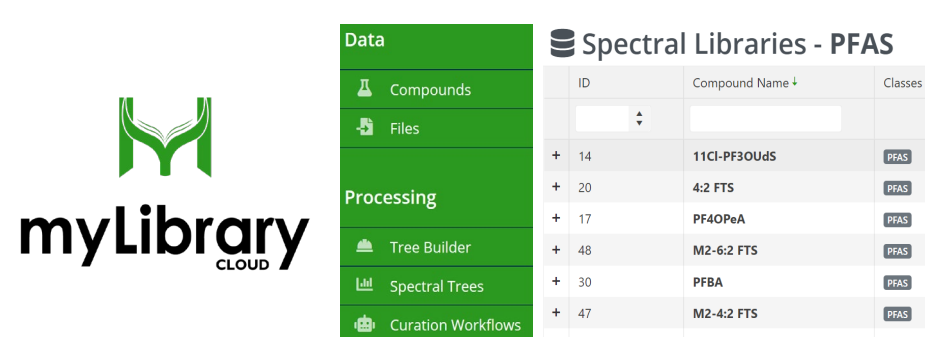 myLibrary
CLOUD
Data
Compounds
Files
Processing
Tree Builder
Spectral Trees
Curation Workflows
Spectral Libraries - PFAS
ID Compound Name Classes
14 11Cl-PF3OUdS PFAS
20 4:2 FTS PFAS
17 PF4OPeA PFAS
48 M2-6:2 FTS PFAS
30 PFBA PFAS
47 M2-4:2 FTS PFAS